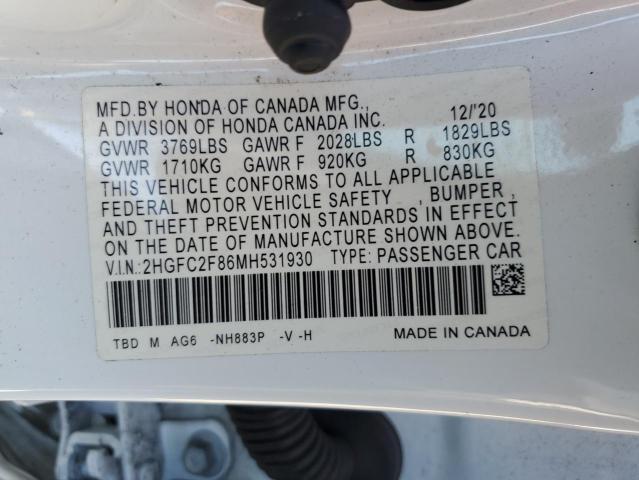 MFD.BY HONDA OF CANADA MFG., 12/'20
A DIVISION OF HONDA CANADA INC.
GVWR 3769LBS GAWR F 2028LBS R 1829LBS
GVWR 1710KG GAWR F 920KG R 830KG
THIS VEHICLE CONFORMS TO ALL APPLICABLE
FEDERAL MOTOR VEHICLE SAFETY , BUMPER ,
AND THEFT PREVENTION STANDARDS IN EFFECT
ON THE DATE OF MANUFACTURE SHOWN ABOVE.
V.I.N.:2HGFC2F86MH531930 TYPE: PASSENGER CAR
TBD M AG6 -NH883P -V -H MADE IN CANADA